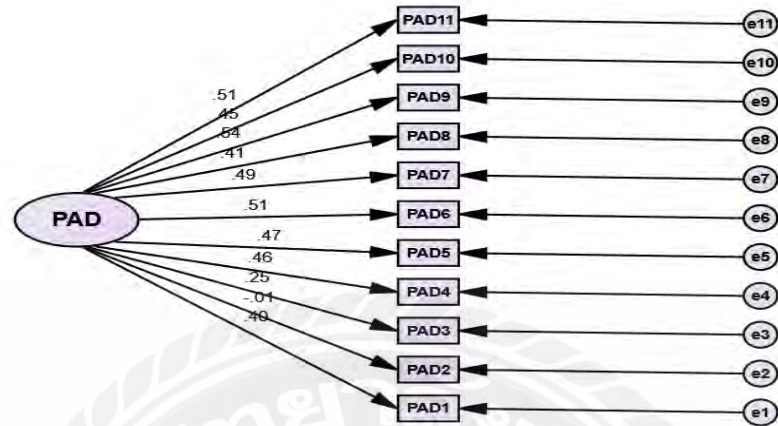 PAD11 e11
PAD10 e10
.51
PAD9 e9
.45
.54
PAD8 e8
.41
.49
PAD7 e7
PAD
.51
PAD6 e6
.47
PAD5 e5
.46
PAD4 e4
.25
-.01
PAD3 e3
.40
PAD2 e2
PAD1 e1